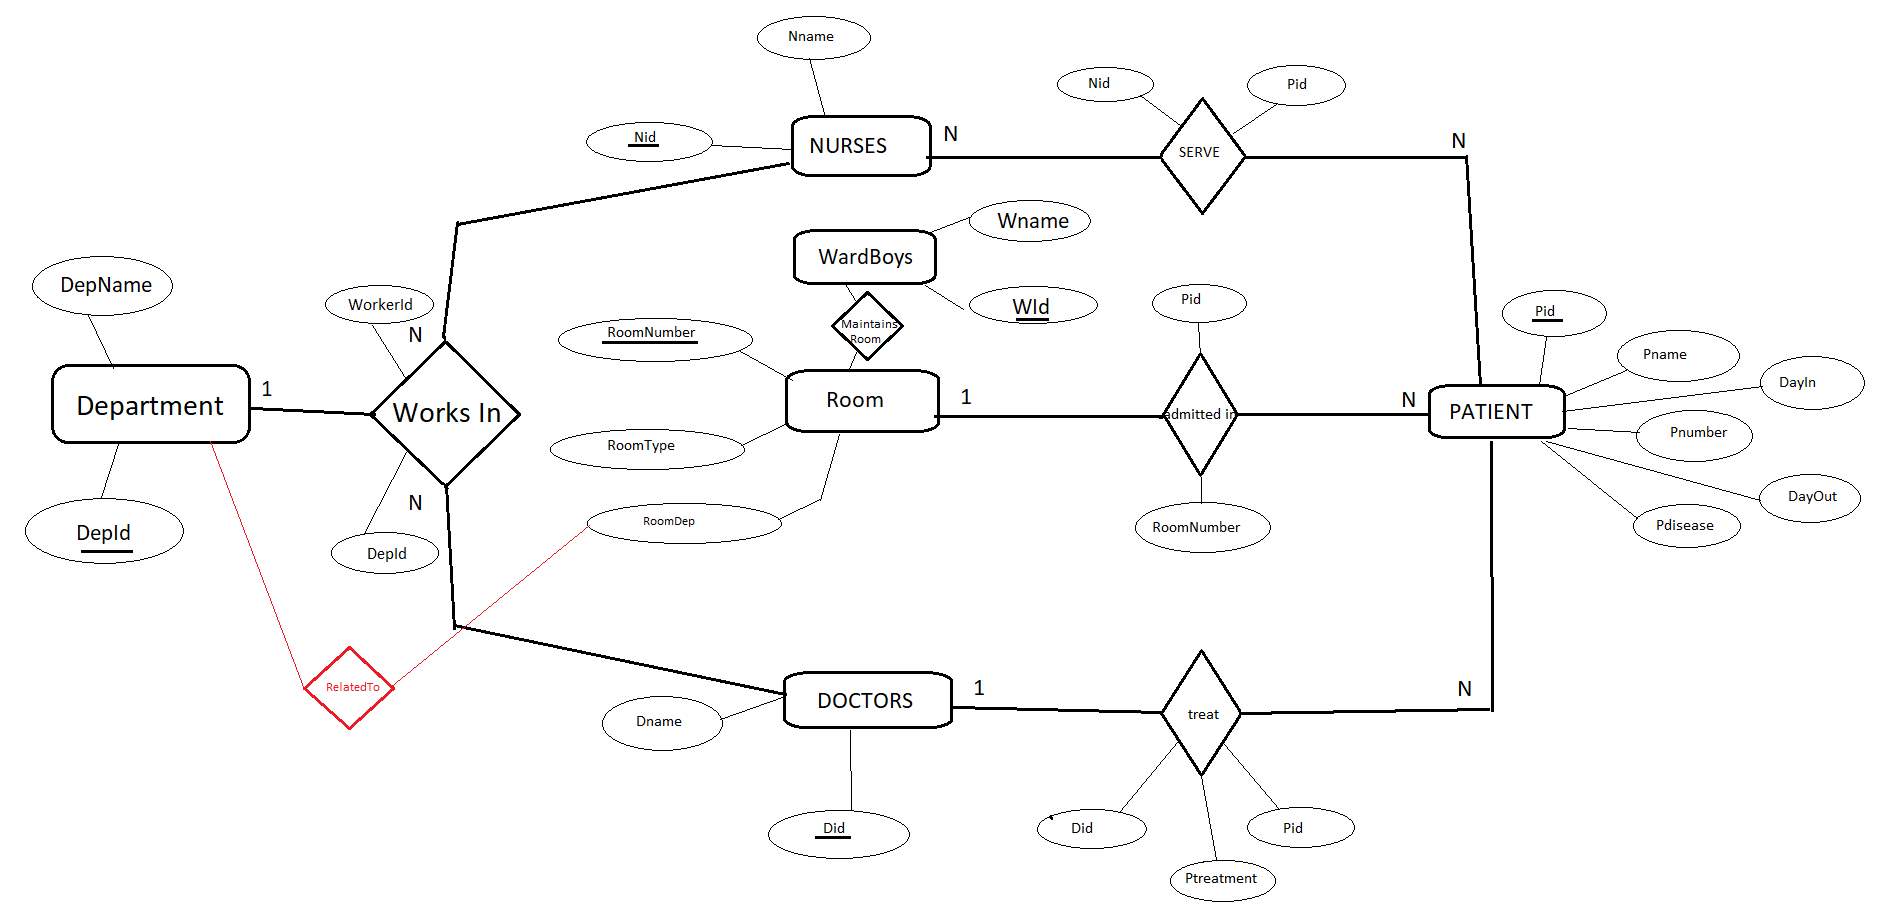 Nname
Nid
NURSES
N
Nid
Pid
SERVE
N
Wname
WardBoys
WId
Maintains
Room
DepName
WorkerId
N
Department
1
Works In
DepId
N
DepId
RoomNumber
Room
RoomType
RoomDep
1
Pid
admitted in
RoomNumber
N
PATIENT
Pid
Pname
DayIn
Pnumber
DayOut
Pdisease
RelatedTo
DOCTORS
Dname
Did
1
treat
N
Did
Ptreatment
Pid